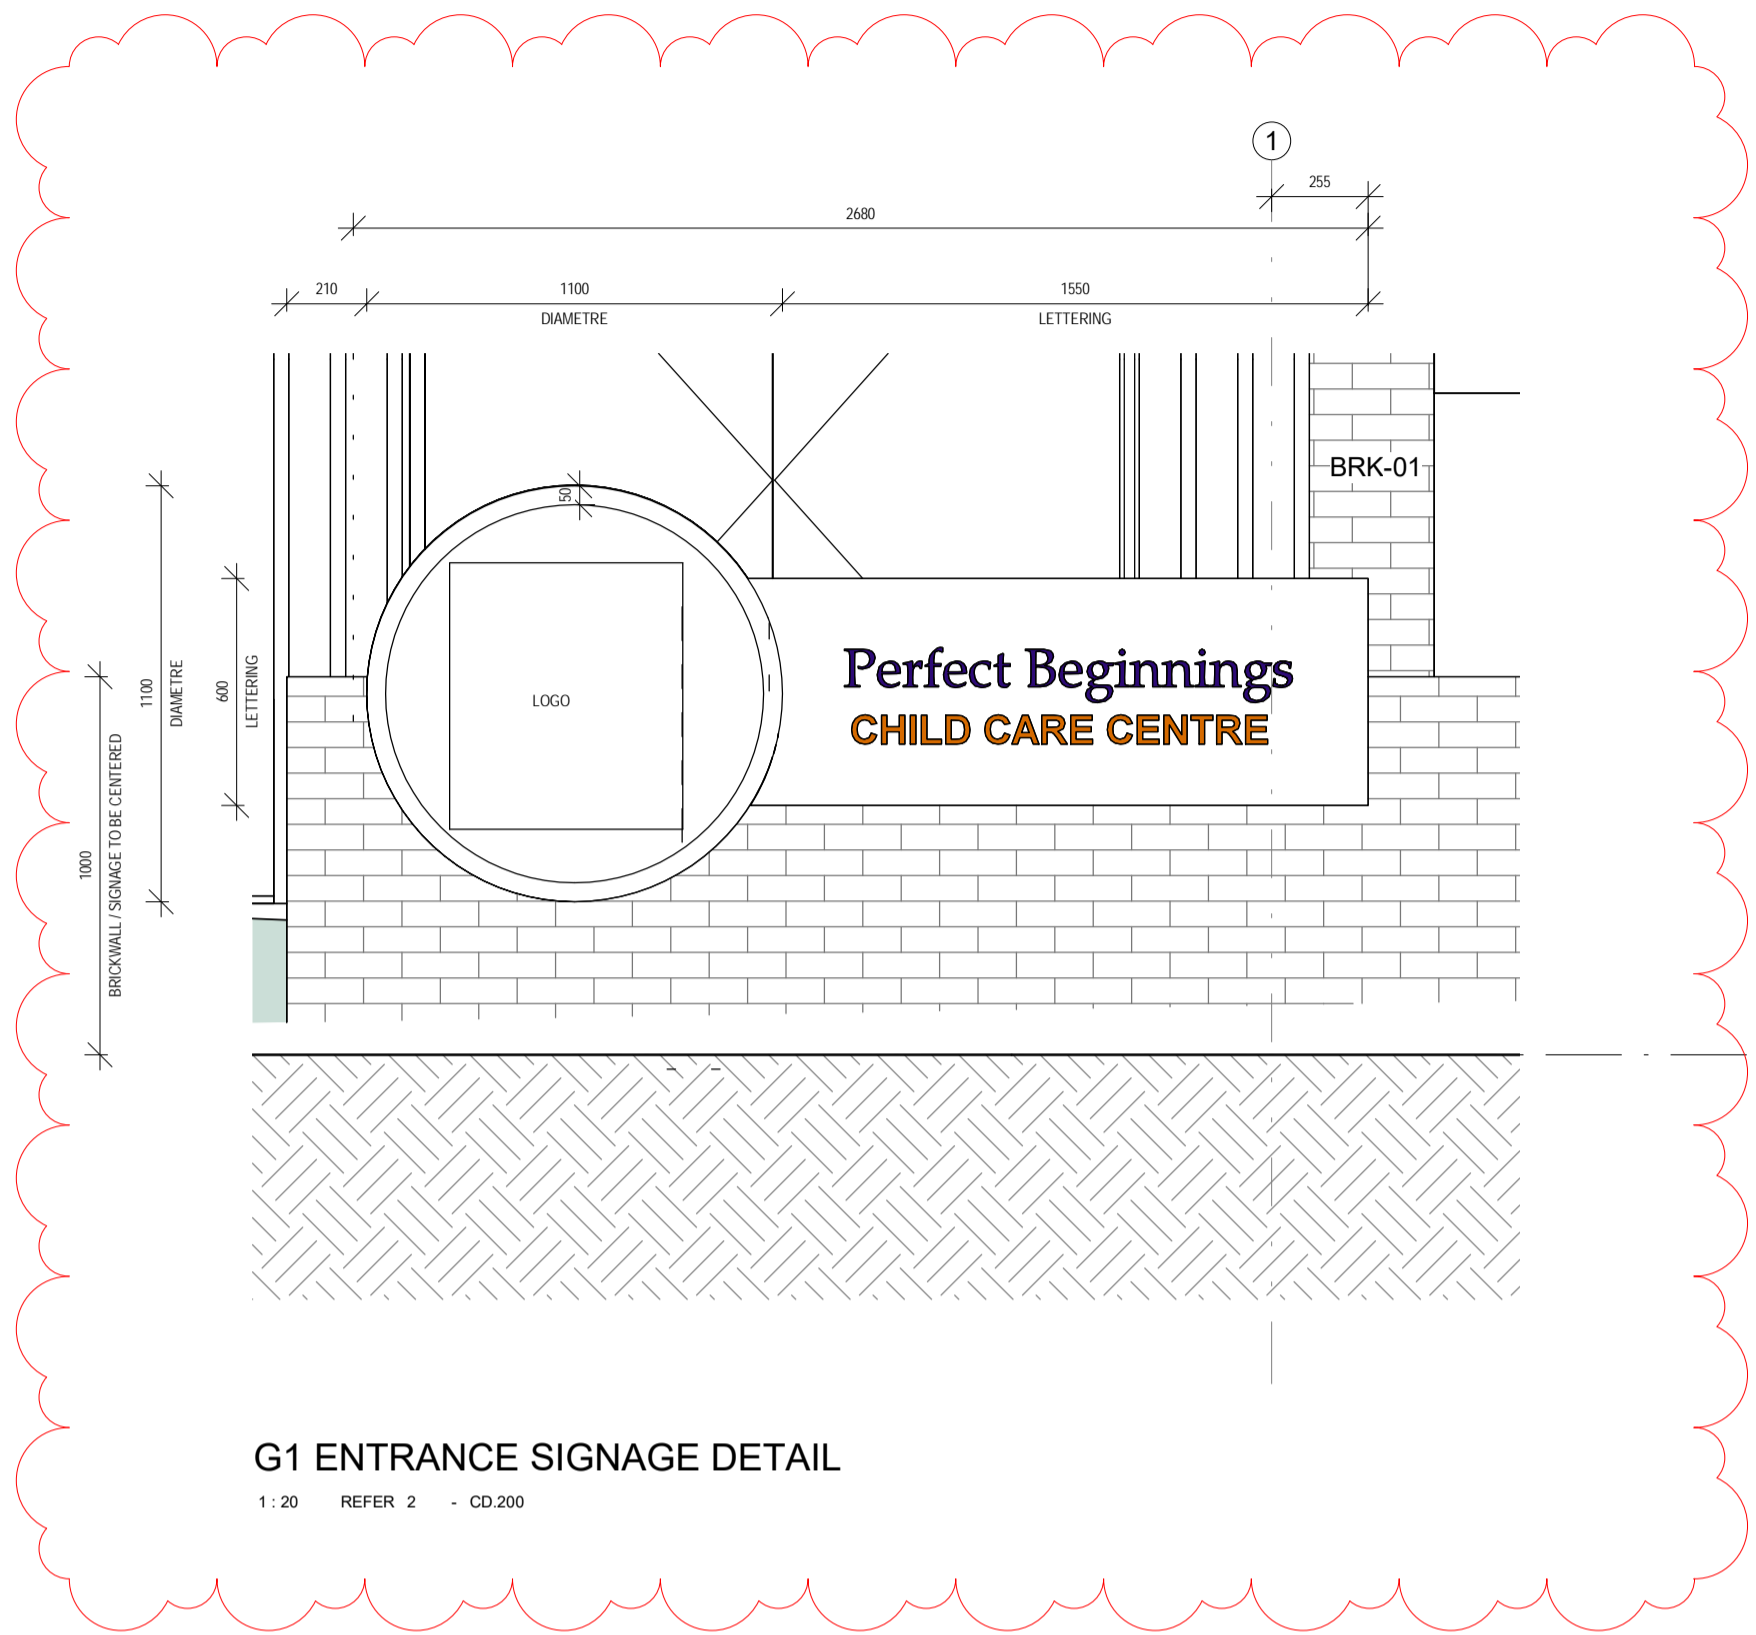 1
255
2680
210
1100
1550
DIAMETRE
LETTERING
BRK-01
50
1100
DIAMETRE
600
LETTERING
1000
BRICKWALL / SIGNAGE TO BE CENTERED
LOGO
Perfect Beginnings
CHILD CARE CENTRE
G1 ENTRANCE SIGNAGE DETAIL
1 : 20 REFER 2 - CD.200